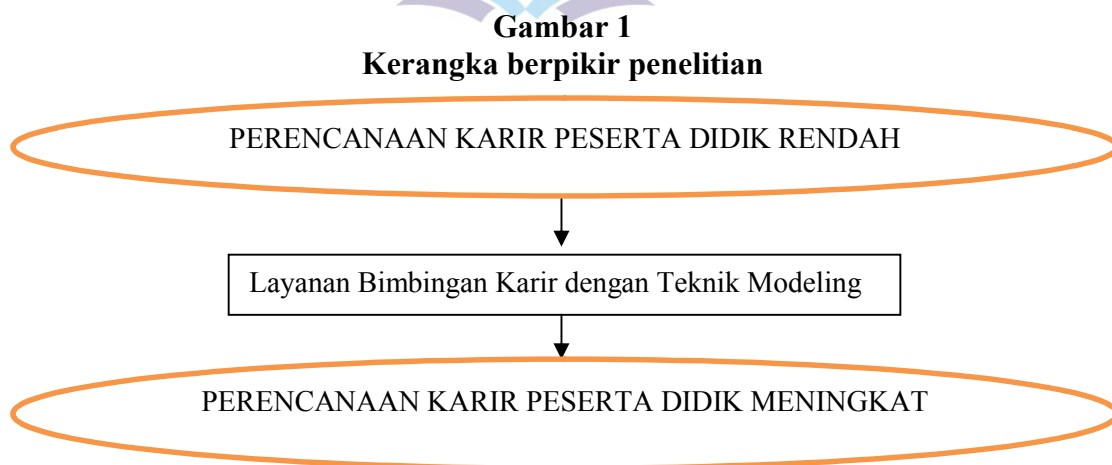 Gambar 1
Kerangka berpikir penelitian
PERENCANAAN KARIR PESERTA DIDIK RENDAH
Layanan Bimbingan Karir dengan Teknik Modeling
PERENCANAAN KARIR PESERTA DIDIK MENINGKAT